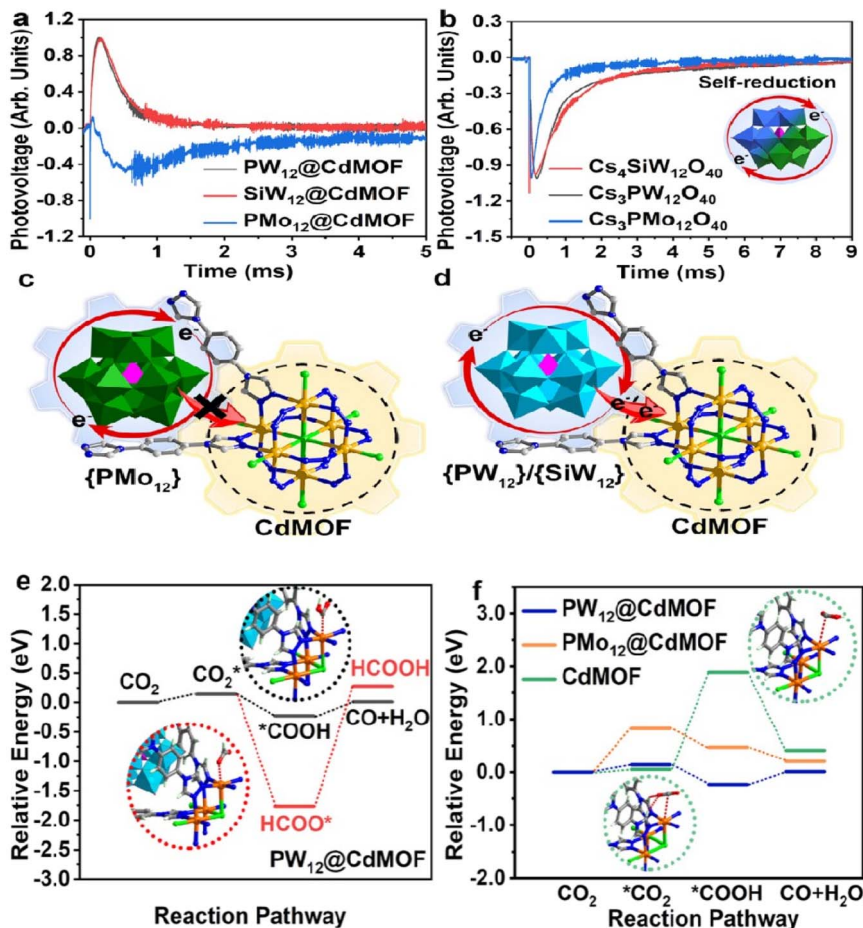 a
Photovoltage (Arb. Units)
1.2
0.8
0.4
0.0
-0.4
-0.8
-1.2
PW12@CdMOF
SiW12@CdMOF
PMo12@CdMOF
0 1 2 3 4 5
Time (ms)
b
Photovoltage (Arb. Units)
0.0
-0.3
-0.6
-0.9
-1.2
-1.5
Self-reduction
e-
e-
Cs4SiW12O40
Cs3PW12O40
Cs3PMo12O40
0 1 2 3 4 5 6 7 8 9
Time (ms)
c
e-
e-
{PMo12}
CdMOF
d
e-
e-
e-
{PW12}/{SiW12}
CdMOF
e
Relative Energy (eV)
2.0
1.5
1.0
0.5
0.0
-0.5
-1.0
-1.5
-2.0
-2.5
-3.0
CO2
CO2*
*COOH
HCOOH
CO+H2O
HCOO*
PW12@CdMOF
Reaction Pathway
f
Relative Energy (eV)
3.0
2.0
1.0
0.0
-1.0
-2.0
PW12@CdMOF
PMo12@CdMOF
CdMOF
CO2 *CO2 *COOH CO+H2O
Reaction Pathway